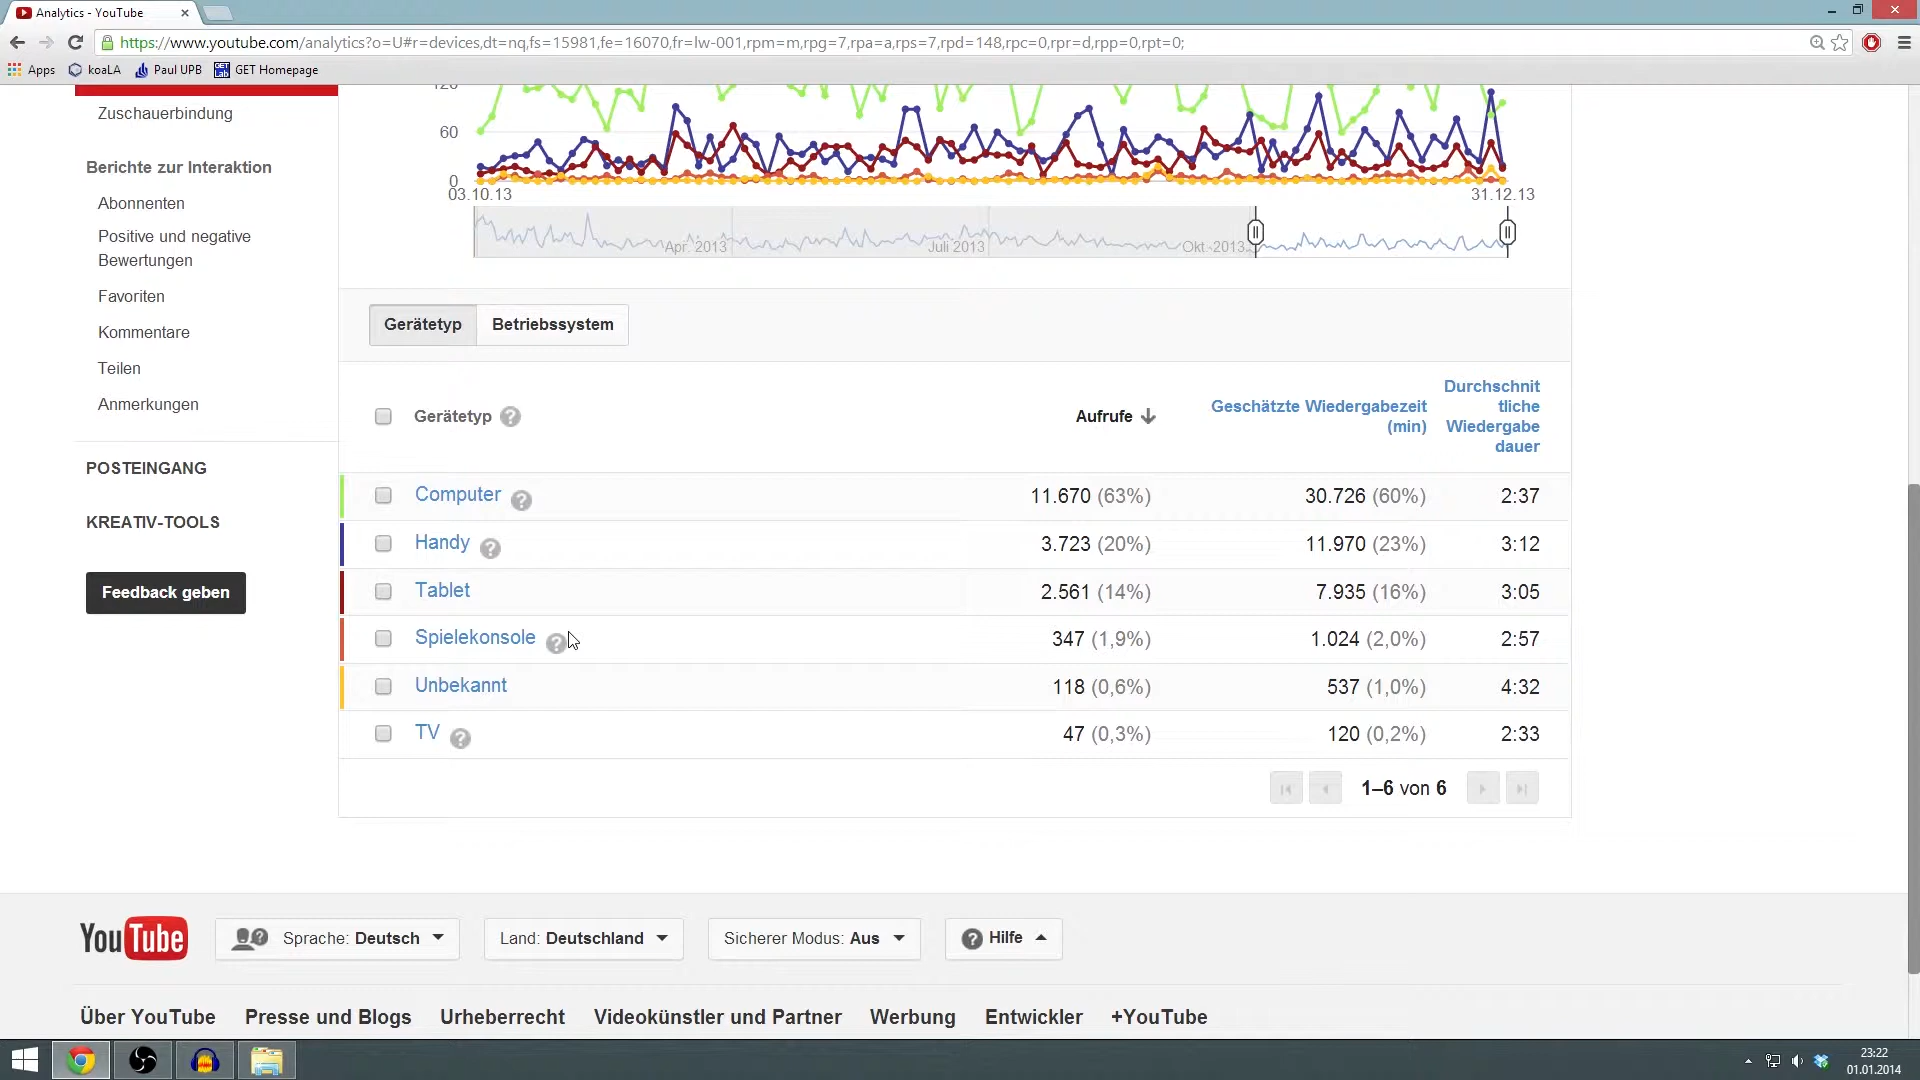 Analytics - YouTube
https://www.youtube.com/analytics?o=U#r=devices,dt=nq,fs=15981,fe=16070,fr=lw-001,rpm=m,rpg=7,rpa=a,rps=7,rpd=148,rpc=0,rpr=d,rpp=0,rpt=0;
Apps koaLA Paul UPB GET Homepage
120
60
0
03.10.13 31.12.13
Apr. 2013 Juli 2013 Okt. 2013
Zuschauerbindung
Berichte zur Interaktion
Abonnenten
Positive und negative
Bewertungen
Favoriten
Kommentare
Teilen
Anmerkungen
POSTEINGANG
KREATIV-TOOLS
Feedback geben
Gerätetyp Betriebssystem
Gerätetyp ? Aufrufe Geschätzte Wiedergabezeit
(min) Durchschnit
tliche
Wiedergabe
dauer
Computer ? 11.670 (63%) 30.726 (60%) 2:37
Handy ? 3.723 (20%) 11.970 (23%) 3:12
Tablet 2.561 (14%) 7.935 (16%) 3:05
Spielekonsole ? 347 (1,9%) 1.024 (2,0%) 2:57
Unbekannt 118 (0,6%) 537 (1,0%) 4:32
TV ? 47 (0,3%) 120 (0,2%) 2:33
1–6 von 6
YouTube Sprache: Deutsch Land: Deutschland Sicherer Modus: Aus ? Hilfe
Über YouTube Presse und Blogs Urheberrecht Videokünstler und Partner Werbung Entwickler +YouTube
23:22
01.01.2014